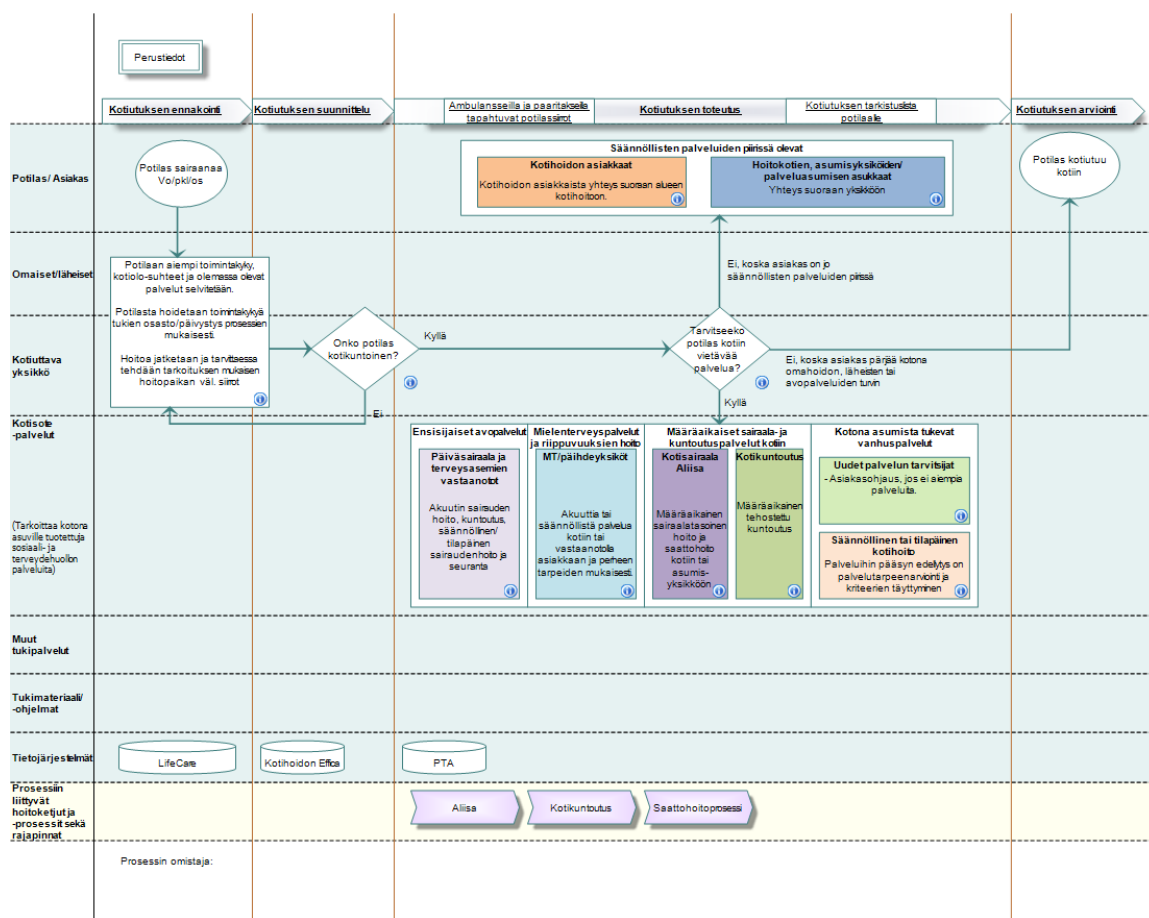 Perustiedot
Kotiutuksen ennakointi
Kotiutuksen suunnittelu
Ambulansseilla ja paaritakseilla
tapahtuvat potilassiirrot
Kotiutuksen toteutus
Kotiutuksen tarkistuslista
potilaalle
Kotiutuksen arviointi
Potilas/ Asiakas
Potilas sairaanaa
Vo/pkl/os
Säännöllisten palveluiden piirissä olevat
Kotihoidon asiakkaat
Kotihoidon asiakkaista yhteys suoraan alueen
kotihoitoon.
Hoitokotien, asumisyksiköiden/
palveluasumisen asukkaat
Yhteys suoraan yksikköön
Potilas kotiutuu
kotiin
Omaiset/läheiset
Potilaan aiempi toimintakyky,
kotiolo-suhteet ja olemassa olevat
palvelut selvitetään.
Potilasta hoidetaan toimintakykyä
tukien osasto/päivystys prosessien
mukaisesti.
Hoitoa jatketaan ja tarvittaessa
tehdään tarkoituksen mukaisen
hoitopaikan väl. siirrot
Ei, koska asiakas on jo
säännöllisten palveluiden piirissä
Kotiuttava
yksikkö
Onko potilas
kotikuntoinen?
Kyllä
Ei
Tarvitseeko
potilas kotiin
vietävää
palvelua?
Ei, koska asiakas pärjää kotona
omahoidon, läheisten tai
avopalveluiden turvin
Kyllä
Kotisote
-palvelut
(Tarkoittaa kotona
asuville tuotettuja
sosiaali- ja
terveydehuollon
palveluita)
Ensisijaiset avopalvelut
Päiväsairaala ja
terveysasemien
vastaanotot
Akuutin sairauden
hoito, kuntoutus,
säännöllinen/
tilapäinen
sairaudenhoito ja
seuranta
Mielenterveyspalvelut
ja riippuvuuksien hoito
MT/päihdeyksiköt
Akuuttia tai
säännöllistä palvelua
kotiin tai
vastaanotolla
asiakkaan ja perheen
tarpeiden mukaisesti.
Määräaikaiset sairaala- ja
kuntoutuspalvelut kotiin
Kotisairaala
Aliisa
Määräaikainen
sairaalatasoinen
hoito ja
saattohoito
kotiin tai
asumis-
yksikköön
Kotikuntoutus
Määräaikainen
tehostettu
kuntoutus
Kotona asumista tukevat
vanhuspalvelut
Uudet palvelun tarvitsijat
- Asiakasohjaus, jos ei aiempia
palveluita.
Säännöllinen tai tilapäinen
kotihoito
Palveluihin pääsyn edellytys on
palvelutarpeenarviointi ja
kriteerien täyttyminen
Muut
tukipalvelut
Tukimateriaali/
-ohjelmat
Tietojärjestelmät
LifeCare
Kotihoidon Effica
PTA
Prosessiin
liittyvät
hoitoketjut ja
-prosessit sekä
rajapinnat
Aliisa
Kotikuntoutus
Saattohoitoprosessi
Prosessin omistaja: